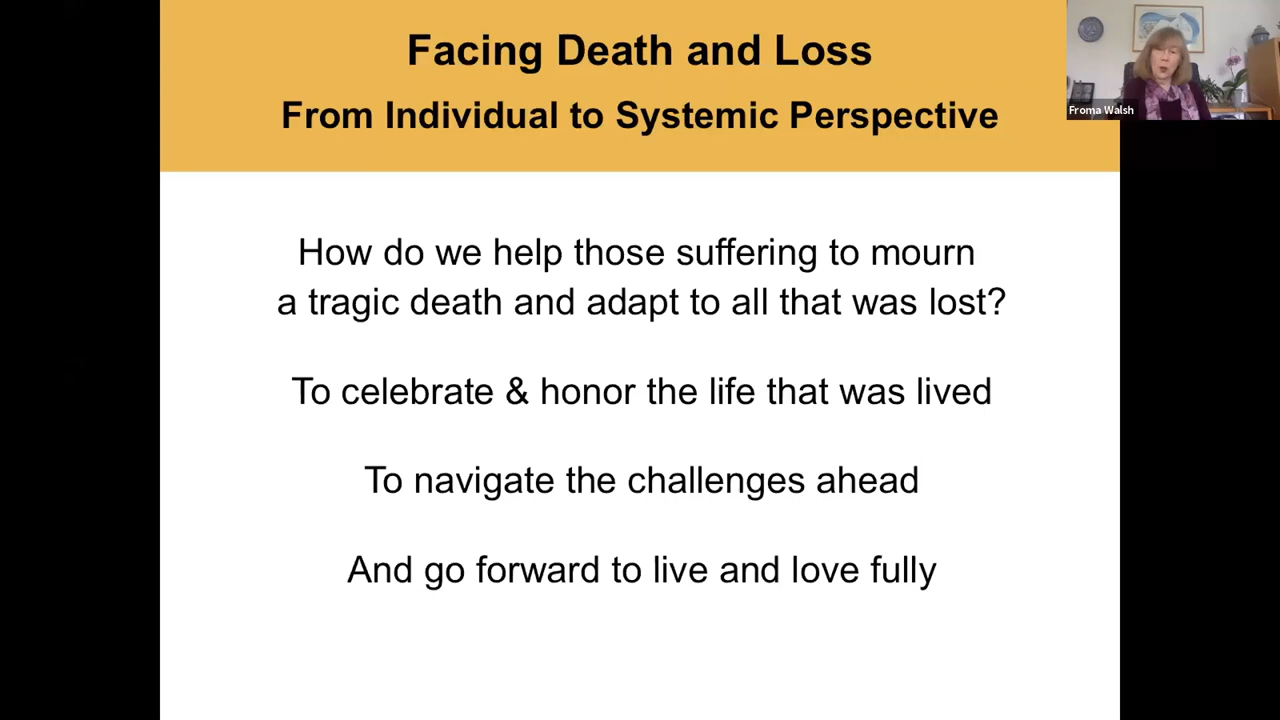 Facing Death and Loss
From Individual to Systemic Perspective
Froma Walsh
How do we help those suffering to mourn
a tragic death and adapt to all that was lost?
To celebrate & honor the life that was lived
To navigate the challenges ahead
And go forward to live and love fully